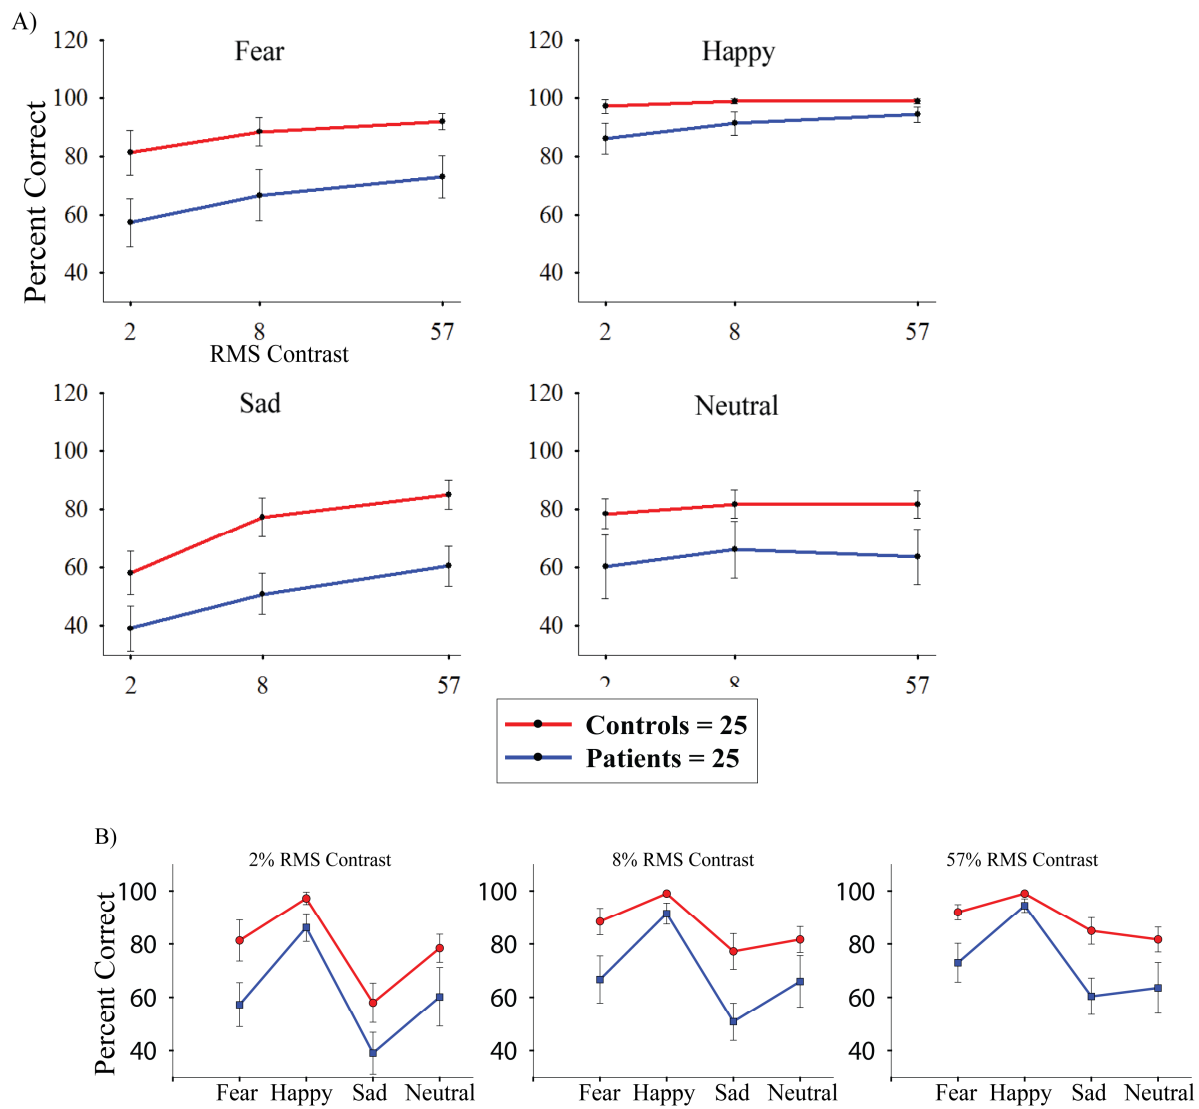 A)
Fear
Happy
Percent Correct
120
100
80
60
40
2 8 57
RMS Contrast
120
100
80
60
40
2 8 57
Sad
Neutral
120
100
80
60
40
2 8 57
120
100
80
60
40
2 8 57
Controls = 25
Patients = 25
B)
2% RMS Contrast
8% RMS Contrast
57% RMS Contrast
Percent Correct
100
80
60
40
Fear Happy Sad Neutral
100
80
60
40
Fear Happy Sad Neutral
100
80
60
40
Fear Happy Sad Neutral